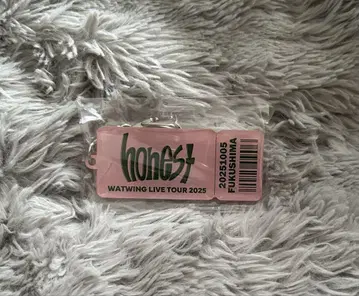 honest
WATWING LIVE TOUR 2025
20251005
FUKUSHIMA